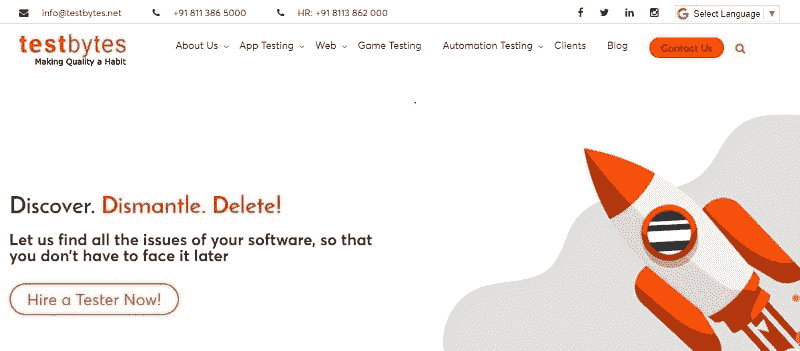 info@testbytes.net +91 811 386 5000 HR: +91 8113 862 000 Select Language
testbytes
Making Quality a Habit
About Us App Testing Web Game Testing Automation Testing Clients Blog Contact Us
Discover. Dismantle. Delete!
Let us find all the issues of your software, so that
you don't have to face it later
Hire a Tester Now!